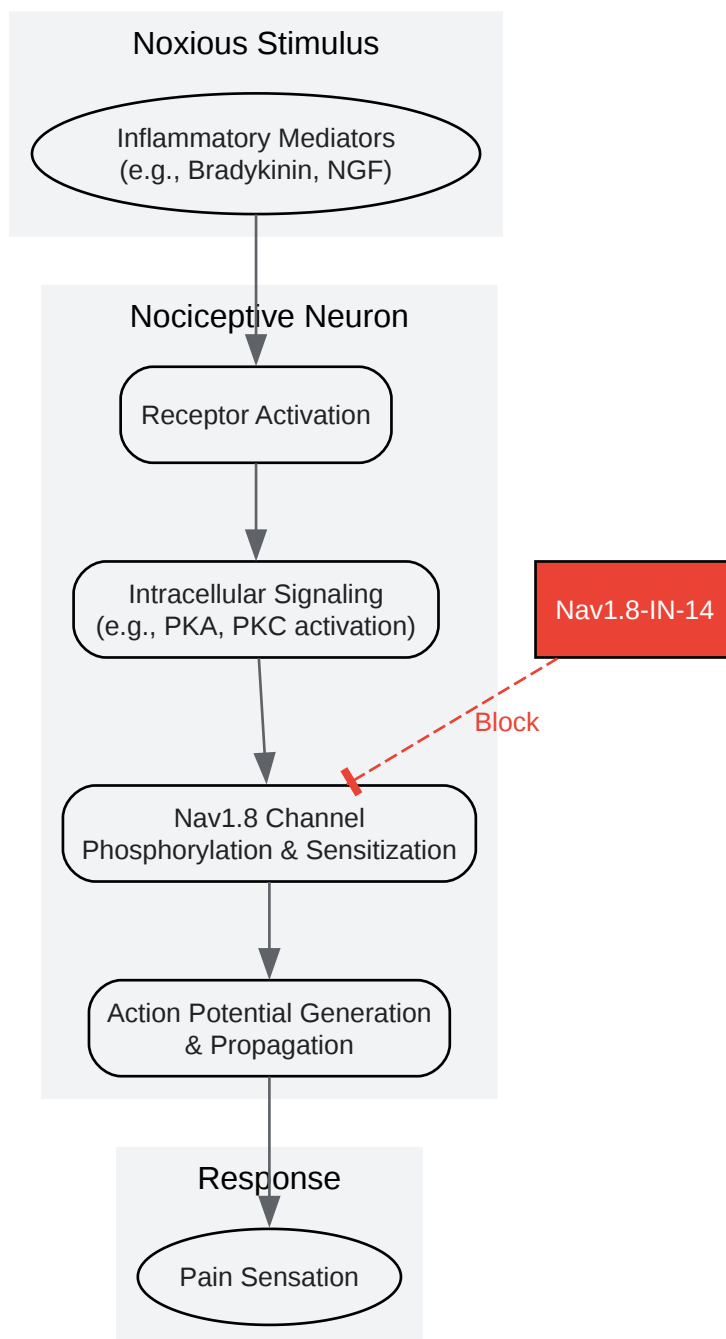 Noxious Stimulus
Inflammatory Mediators
(e.g., Bradykinin, NGF)
Nociceptive Neuron
Receptor Activation
Intracellular Signaling
(e.g., PKA, PKC activation)
Nav1.8-IN-14
Block
Nav1.8 Channel
Phosphorylation & Sensitization
Action Potential Generation
& Propagation
Response
Pain Sensation